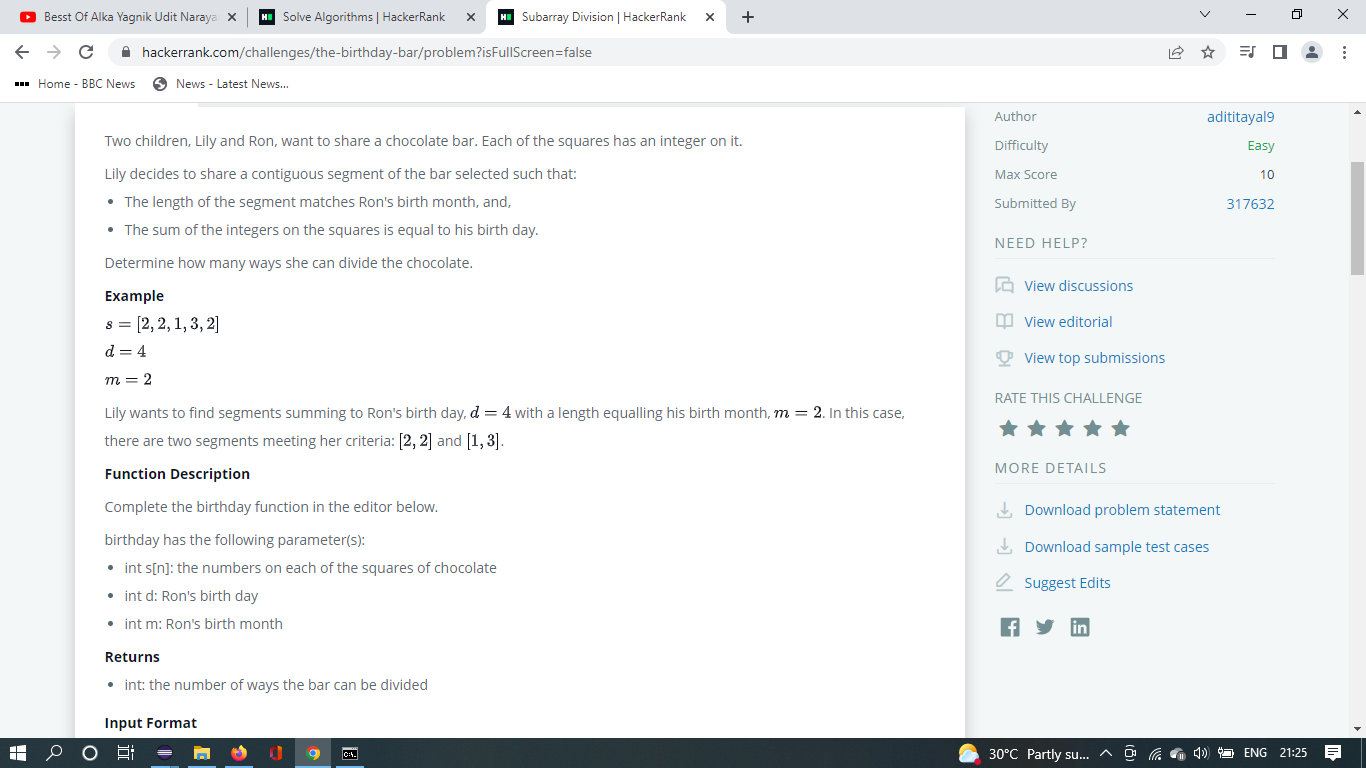 Besst Of Alka Yagnik Udit Naraya
Solve Algorithms | HackerRank
Subarray Division | HackerRank
hackerrank.com/challenges/the-birthday-bar/problem?isFullScreen=false
Home - BBC News
News - Latest News...
Two children, Lily and Ron, want to share a chocolate bar. Each of the squares has an integer on it.
Lily decides to share a contiguous segment of the bar selected such that:
• The length of the segment matches Ron's birth month, and,
• The sum of the integers on the squares is equal to his birth day.
Determine how many ways she can divide the chocolate.
Example
s = [2, 2, 1, 3, 2]
d = 4
m = 2
Lily wants to find segments summing to Ron's birth day, d = 4 with a length equalling his birth month, m = 2. In this case,
there are two segments meeting her criteria: [2, 2] and [1, 3].
Function Description
Complete the birthday function in the editor below.
birthday has the following parameter(s):
• int s[n]: the numbers on each of the squares of chocolate
• int d: Ron's birth day
• int m: Ron's birth month
Returns
• int: the number of ways the bar can be divided
Input Format
Author adititayal9
Difficulty Easy
Max Score 10
Submitted By 317632
NEED HELP?
View discussions
View editorial
View top submissions
RATE THIS CHALLENGE
MORE DETAILS
Download problem statement
Download sample test cases
Suggest Edits
30°C Partly su... ENG 21:25